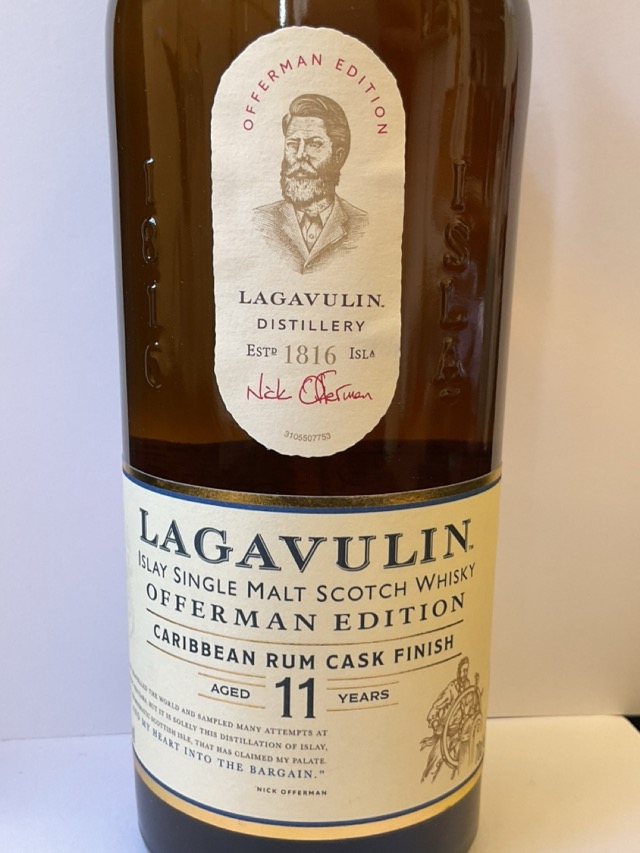 OFFERMAN EDITION
LAGAVULIN
DISTILLERY
ESTD 1816 ISLA
Nick Offerman
3105507753
1816
ISLA
LAGAVULIN
ISLAY SINGLE MALT SCOTCH WHISKY
OFFERMAN EDITION
CARIBBEAN RUM CASK FINISH
AGED 11 YEARS
THE WORLD AND SAMPLED MANY ATTEMPTS AT
BUT IT IS SOLELY THIS DISTILLATION OF ISLAY,
SCOTTISH ISLE, THAT HAS CLAIMED MY PALATE
MY HEART INTO THE BARGAIN."
NICK OFFERMAN